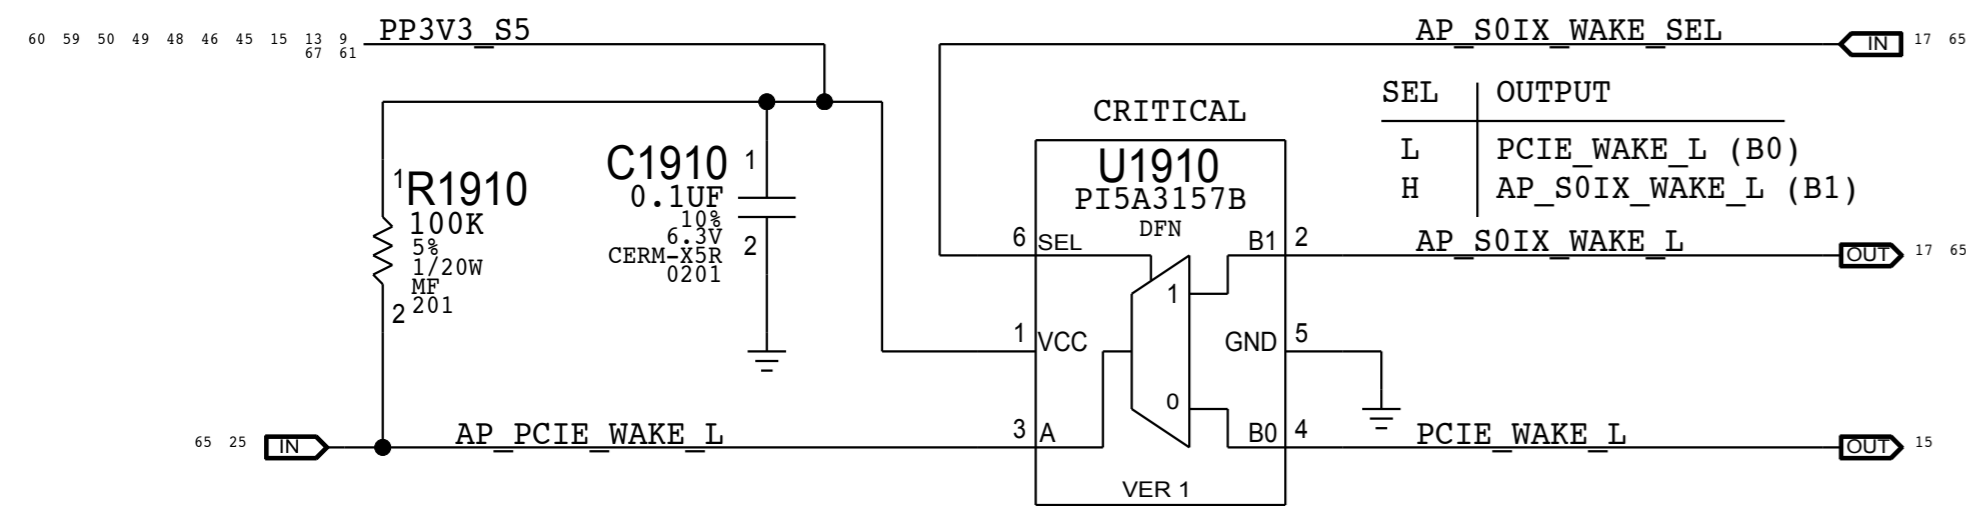 PP3V3_S5
60 59 50 49 48 46 45 15 13 9
67 61
AP_S0IX_WAKE_SEL
IN
17 65
SEL OUTPUT
L PCIE_WAKE_L (B0)
H AP_S0IX_WAKE_L (B1)
CRITICAL
U1910
PI5A3157B
DFN
1
R1910
100K
5%
1/20W
MF
201
2
C1910
0.1UF
10%
6.3V
CERM-X5R
0201
1
2
6 SEL
B1 2
AP_S0IX_WAKE_L
OUT
17 65
1
1 VCC
GND 5
0
65 25
IN
AP_PCIE_WAKE_L
3 A
B0 4
PCIE_WAKE_L
OUT
15
VER 1